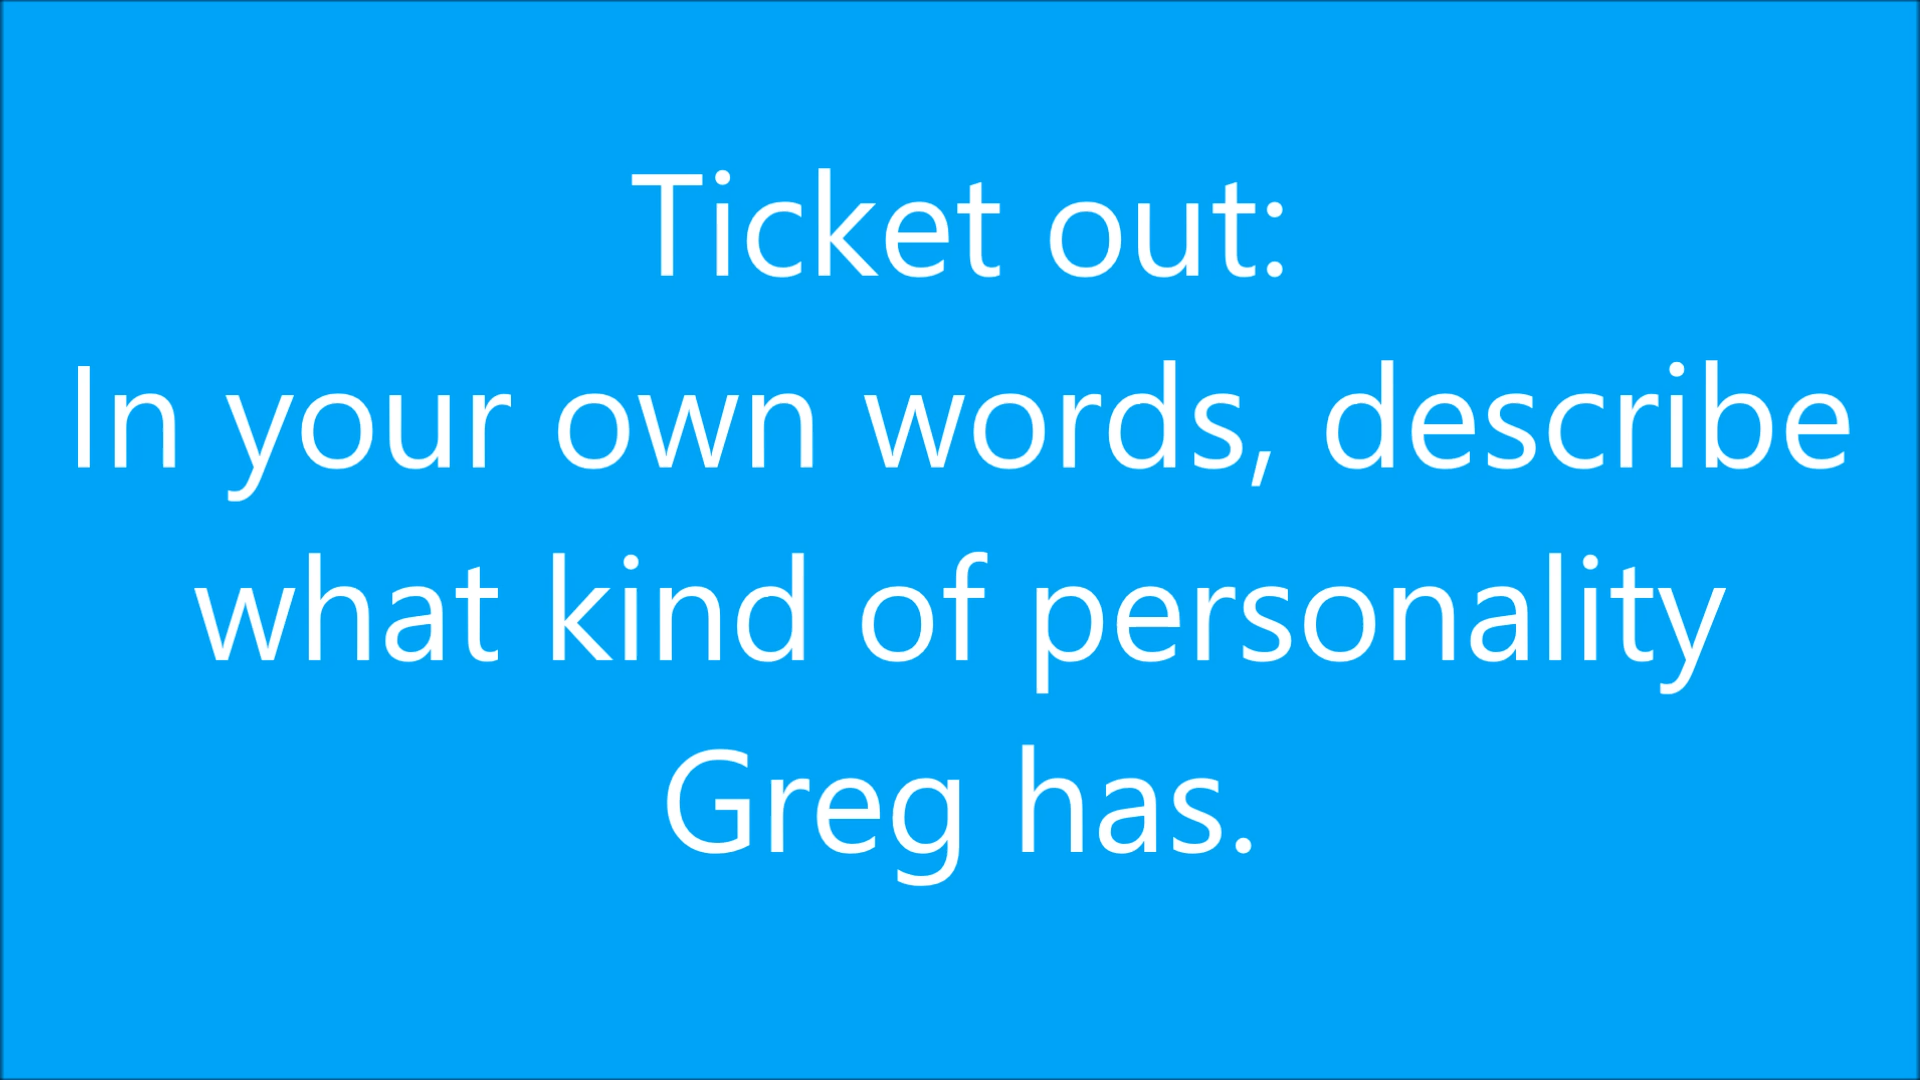 Ticket out:
In your own words, describe
what kind of personality
Greg has.